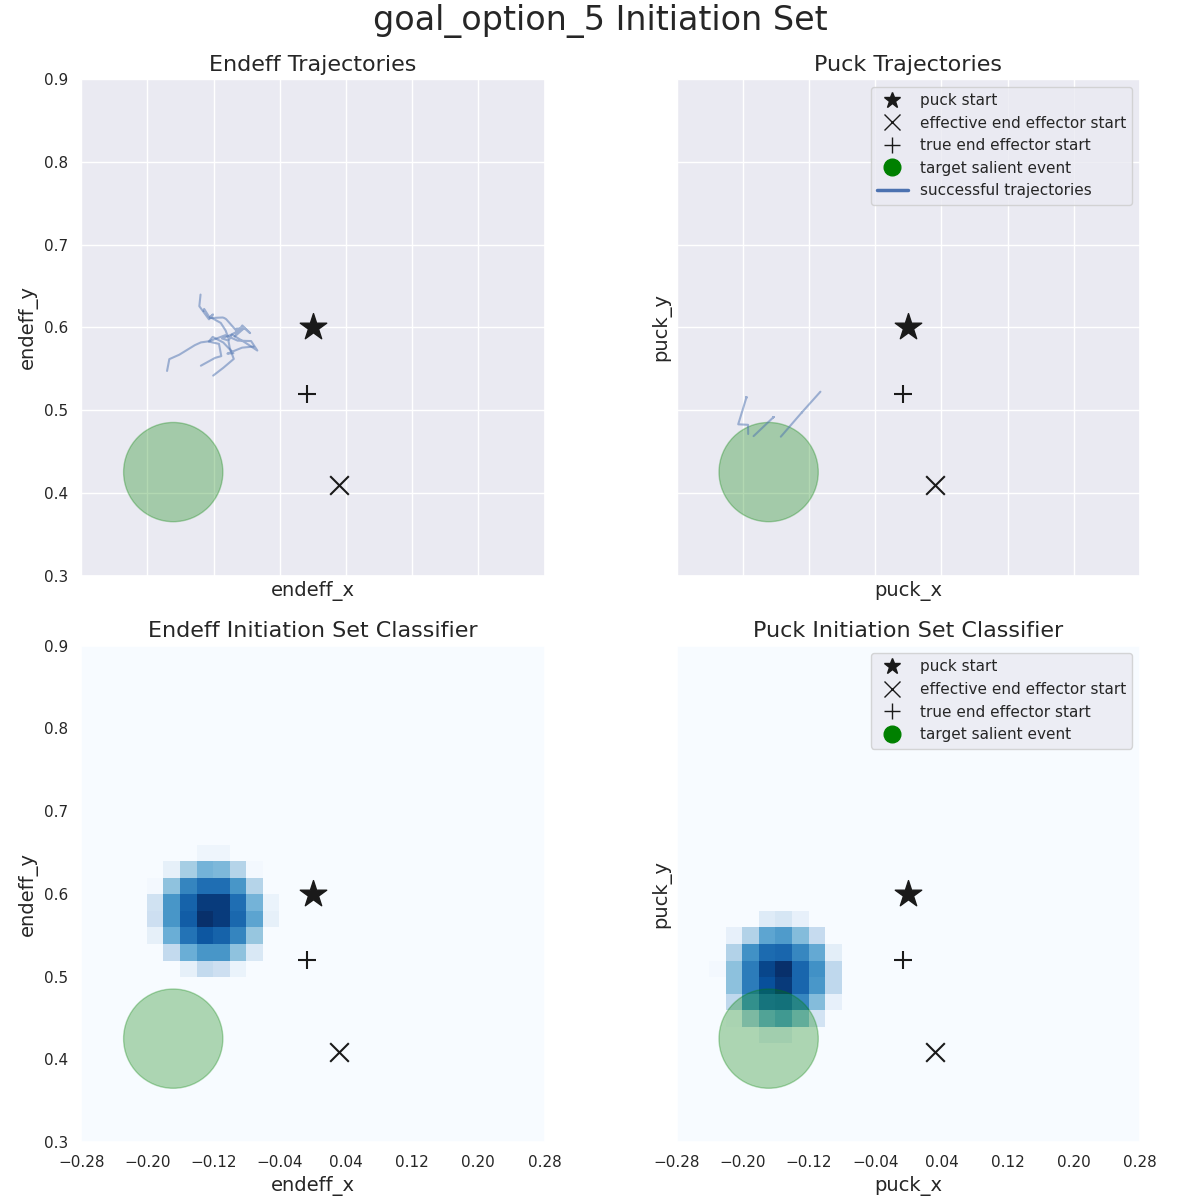 goal_option_5 Initiation Set
Endeff Trajectories
0.9
0.8
0.7
0.6
0.5
0.4
0.3
endeff_y
endeff_x
Puck Trajectories
puck start
effective end effector start
true end effector start
target salient event
successful trajectories
puck_y
puck_x
Endeff Initiation Set Classifier
0.9
0.8
0.7
0.6
0.5
0.4
0.3
endeff_y
−0.28 −0.20 −0.12 −0.04 0.04 0.12 0.20 0.28
endeff_x
Puck Initiation Set Classifier
puck start
effective end effector start
true end effector start
target salient event
puck_y
−0.28 −0.20 −0.12 −0.04 0.04 0.12 0.20 0.28
puck_x